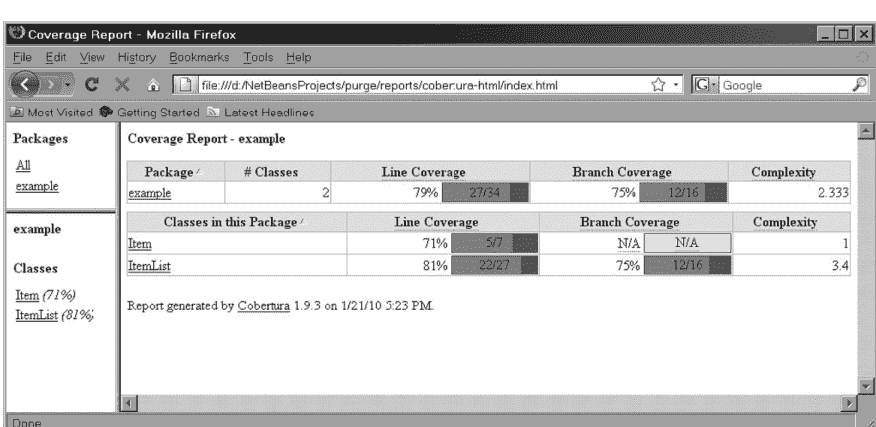 Coverage Report - Mozilla Firefox
File Edit View History Bookmarks Tools Help
file:///d:/NetBeansProjects/purge/reports/cobertura-html/index.html
G Google
Most Visited Getting Started Latest Headlines
Packages
All
example
example
Classes
Item (71%)
ItemList (81%)
Coverage Report - example
Package # Classes Line Coverage Branch Coverage Complexity
example 2 79% 27/34 75% 12/16 2.333
Classes in this Package Line Coverage Branch Coverage Complexity
Item 71% 5/7 N/A N/A 1
ItemList 81% 22/27 75% 12/16 3.4
Report generated by Cobertura 1.9.3 on 1/21/10 5:23 PM.
Done